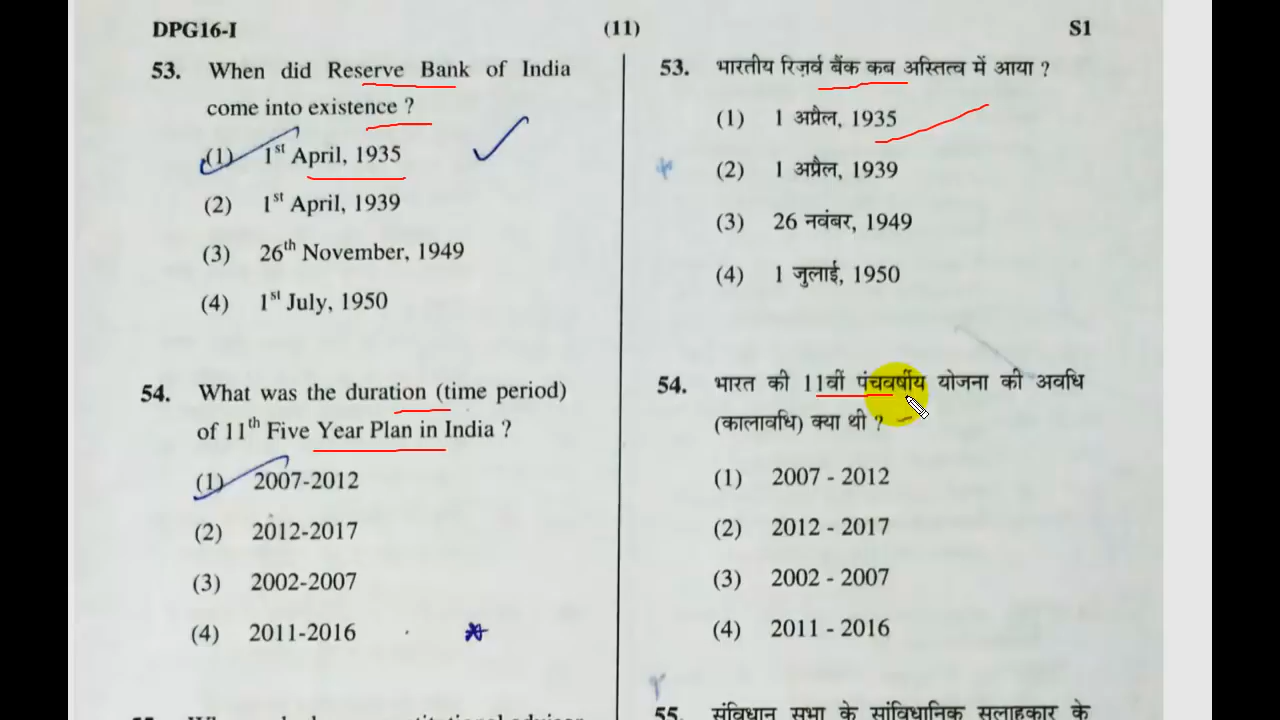 DPG16-I (11) S1
53. When did Reserve Bank of India
come into existence ?
(1) 1st April, 1935
(2) 1st April, 1939
(3) 26th November, 1949
(4) 1st July, 1950
54. What was the duration (time period)
of 11th Five Year Plan in India ?
(1) 2007-2012
(2) 2012-2017
(3) 2002-2007
(4) 2011-2016
53. भारतीय रिज़र्व बैंक कब अस्तित्व में आया ?
(1) 1 अप्रैल, 1935
(2) 1 अप्रैल, 1939
(3) 26 नवंबर, 1949
(4) 1 जुलाई, 1950
54. भारत की 11वीं पंचवर्षीय योजना की अवधि
(कालावधि) क्या थी ?
(1) 2007 - 2012
(2) 2012 - 2017
(3) 2002 - 2007
(4) 2011 - 2016
55. संविधान सभा के सांविधानिक सलाहकार के